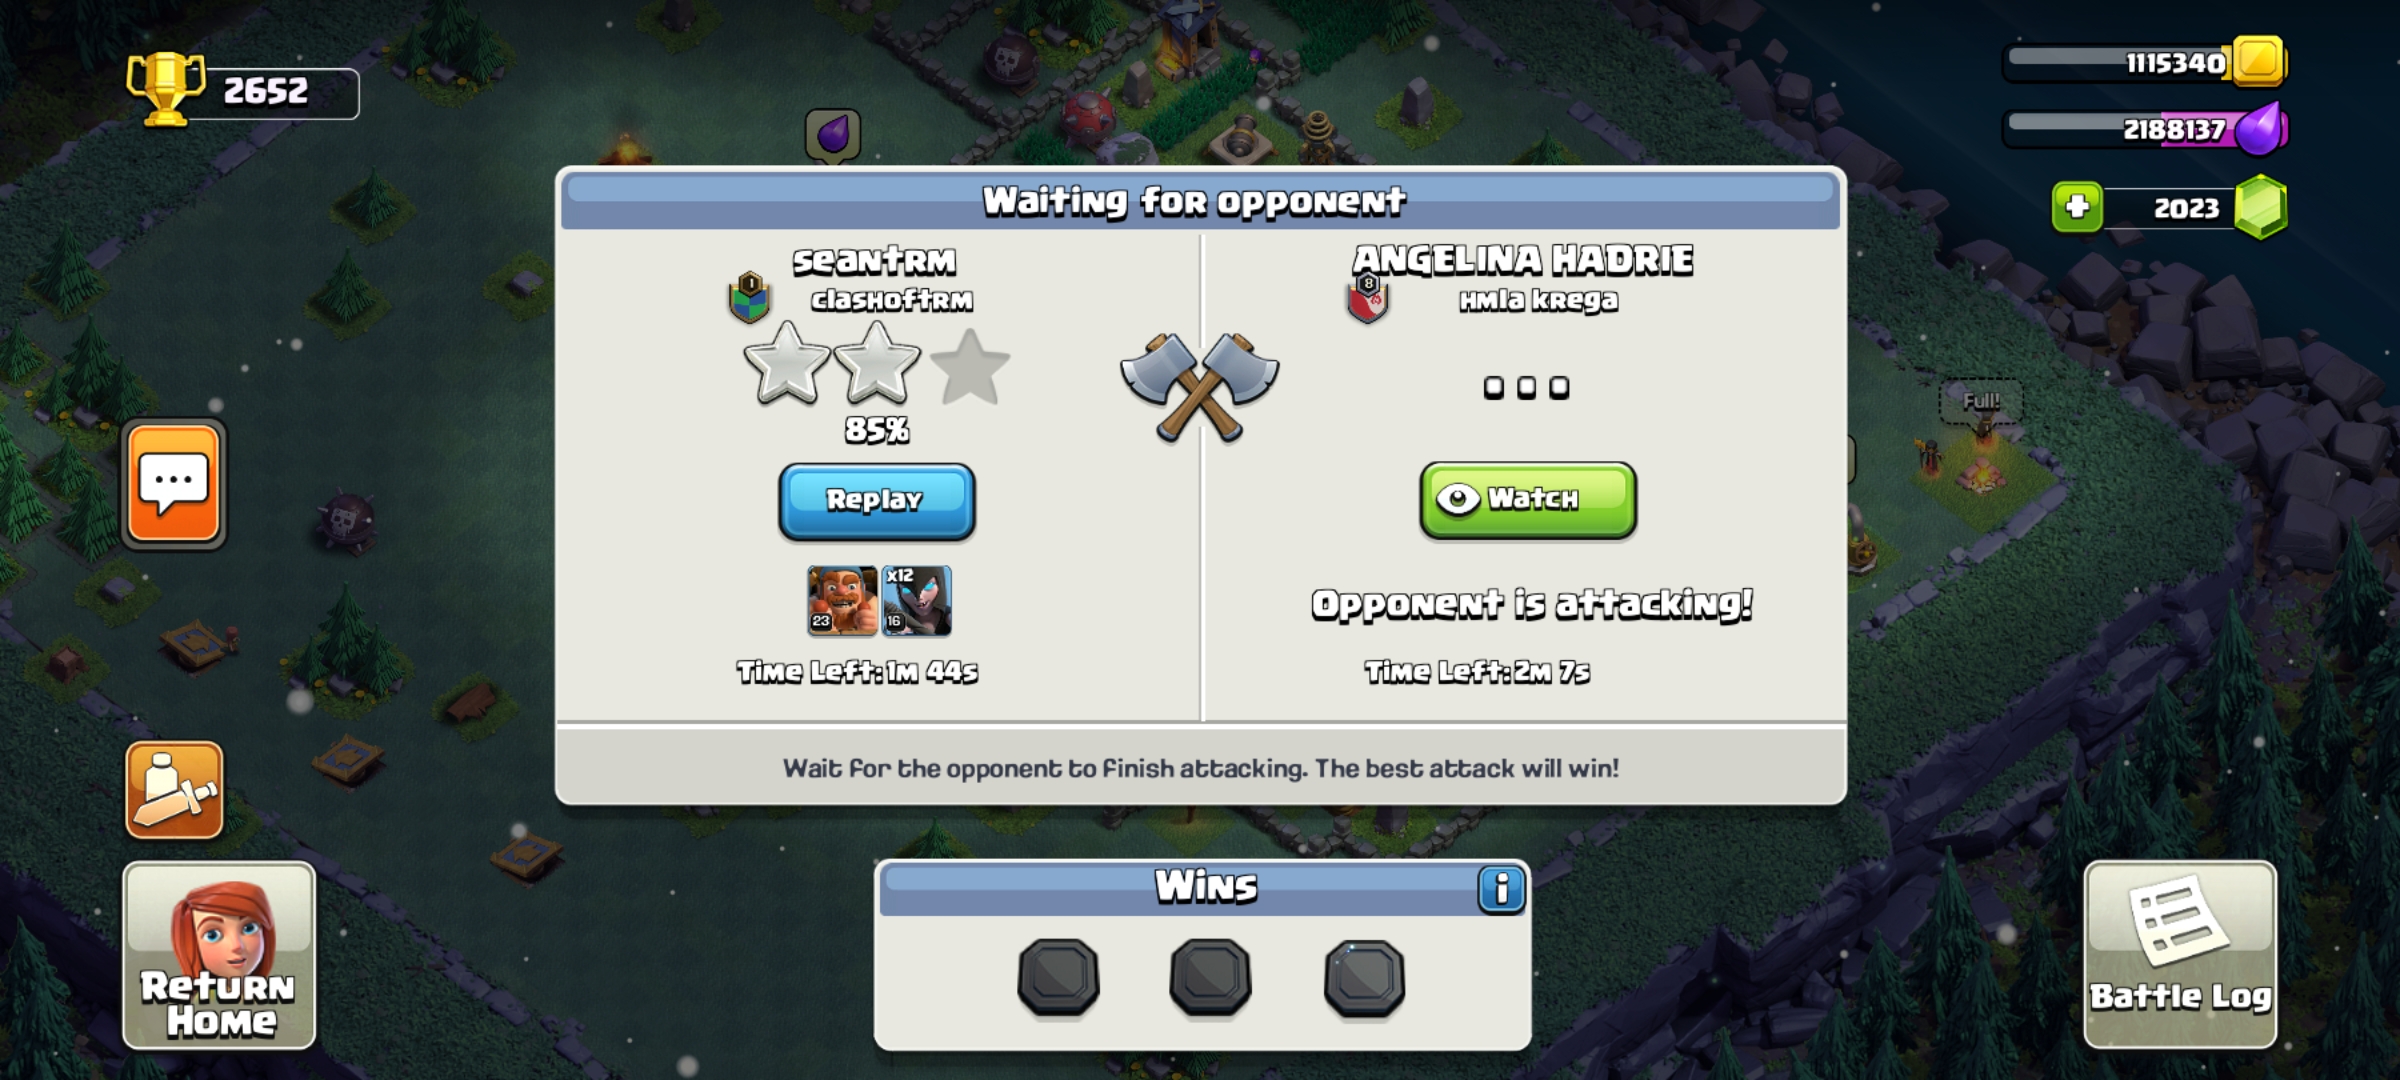 2652
1115340
2188137
2023
Waiting for opponent
seantrm
1
clashoftrm
85%
Replay
23
x12
16
Time Left:1m 44s
ANGELINA HADRIE
8
Hmla krega
Watch
Opponent is attacking!
Time Left:2m 7s
Wait for the opponent to finish attacking. The best attack will win!
Full!
Wins
i
Return
Home
Battle Log